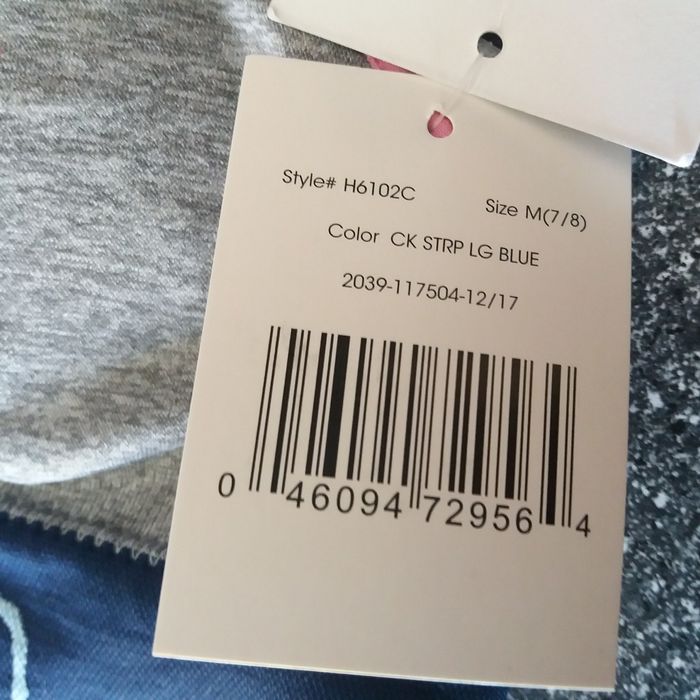 Style# H6102C Size M(7/8)
Color CK STRP LG BLUE
2039-117504-12/17
0 46094 72956 4